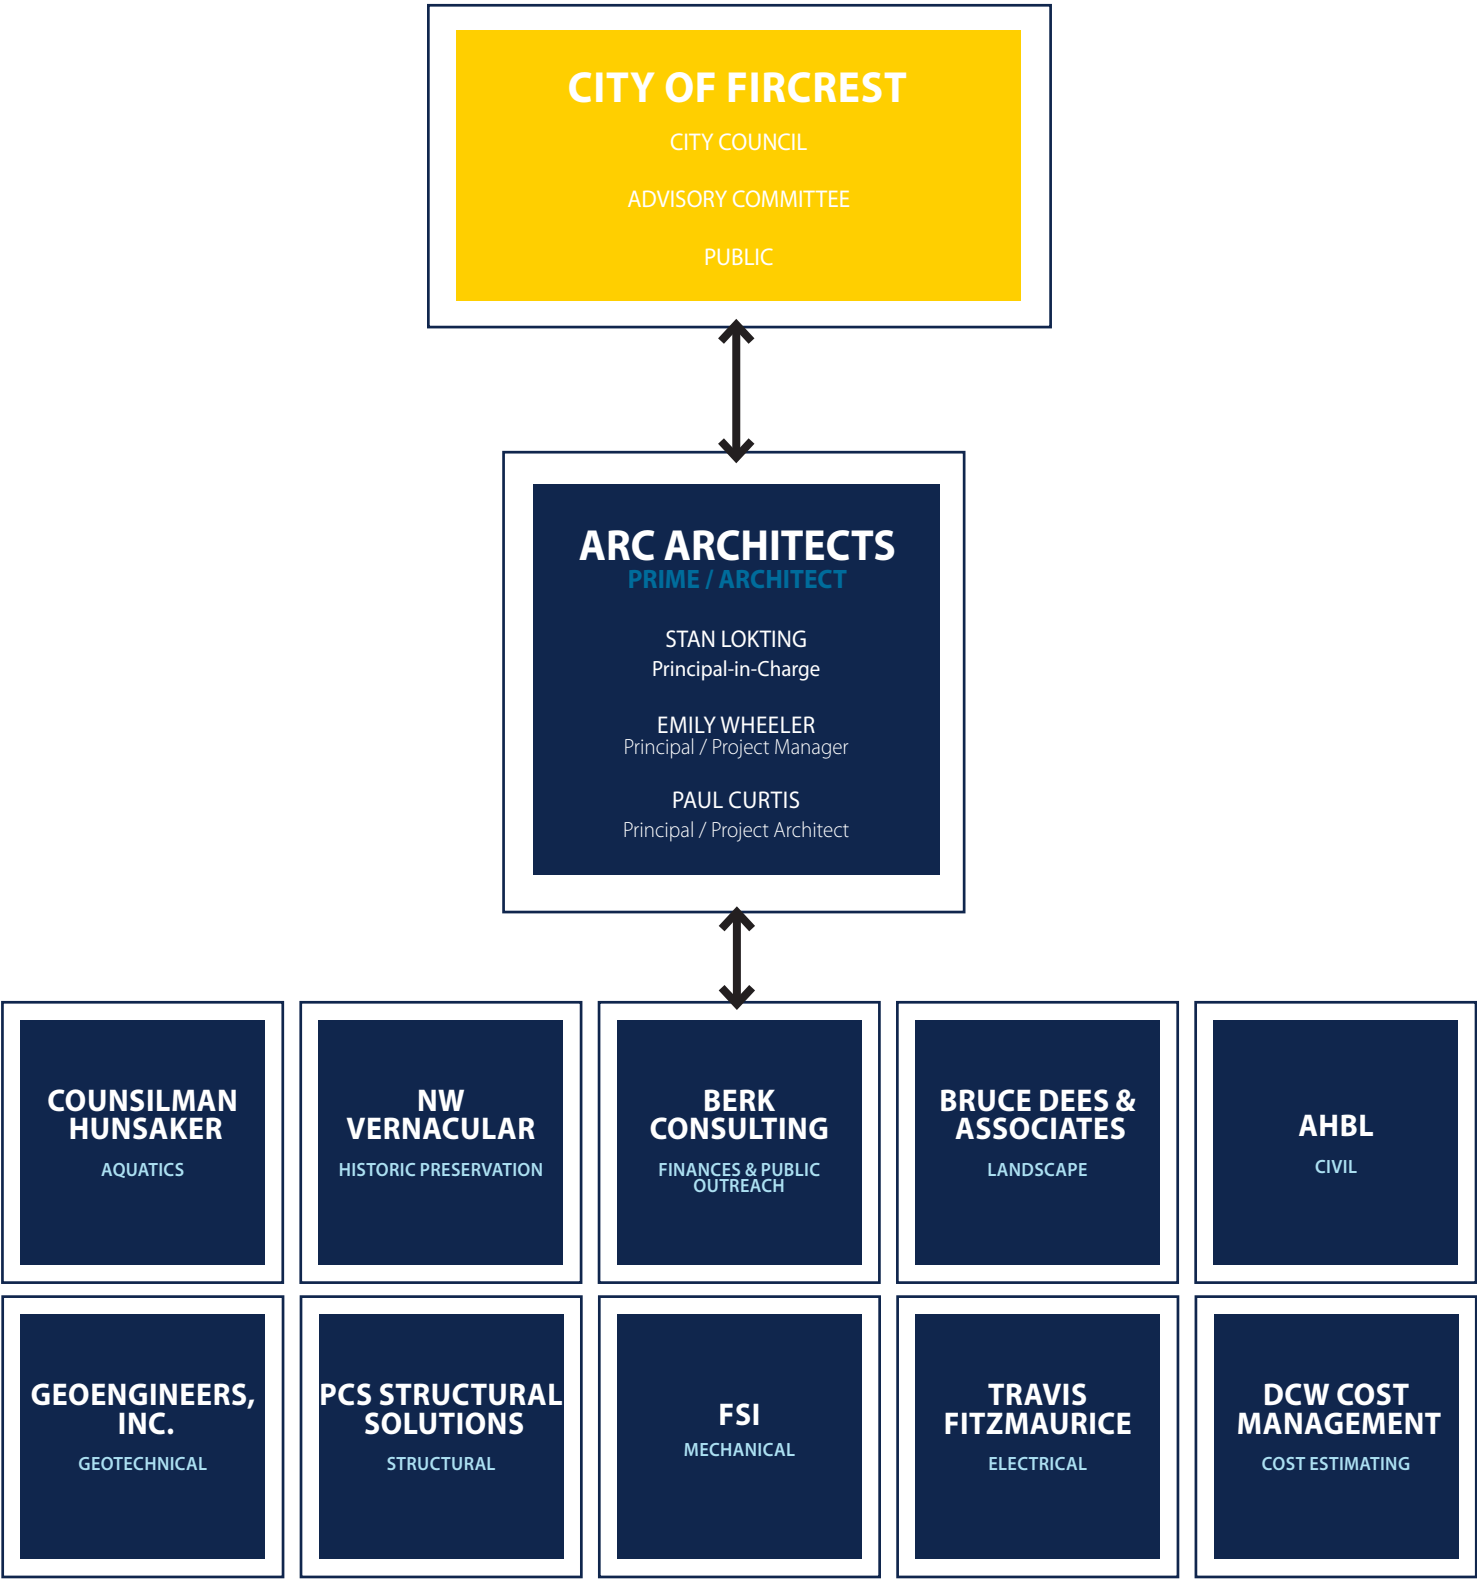 CITY OF FIRCREST
CITY COUNCIL
ADVISORY COMMITTEE
PUBLIC
ARC ARCHITECTS
PRIME / ARCHITECT
STAN LOKTING
Principal-in-Charge
EMILY WHEELER
Principal / Project Manager
PAUL CURTIS
Principal / Project Architect
COUNSILMAN
HUNSAKER
AQUATICS
NW
VERNACULAR
HISTORIC PRESERVATION
BERK
CONSULTING
FINANCES & PUBLIC
OUTREACH
BRUCE DEES &
ASSOCIATES
LANDSCAPE
AHBL
CIVIL
GEOENGINEERS,
INC.
GEOTECHNICAL
PCS STRUCTURAL
SOLUTIONS
STRUCTURAL
FSI
MECHANICAL
TRAVIS
FITZMAURICE
ELECTRICAL
DCW COST
MANAGEMENT
COST ESTIMATING